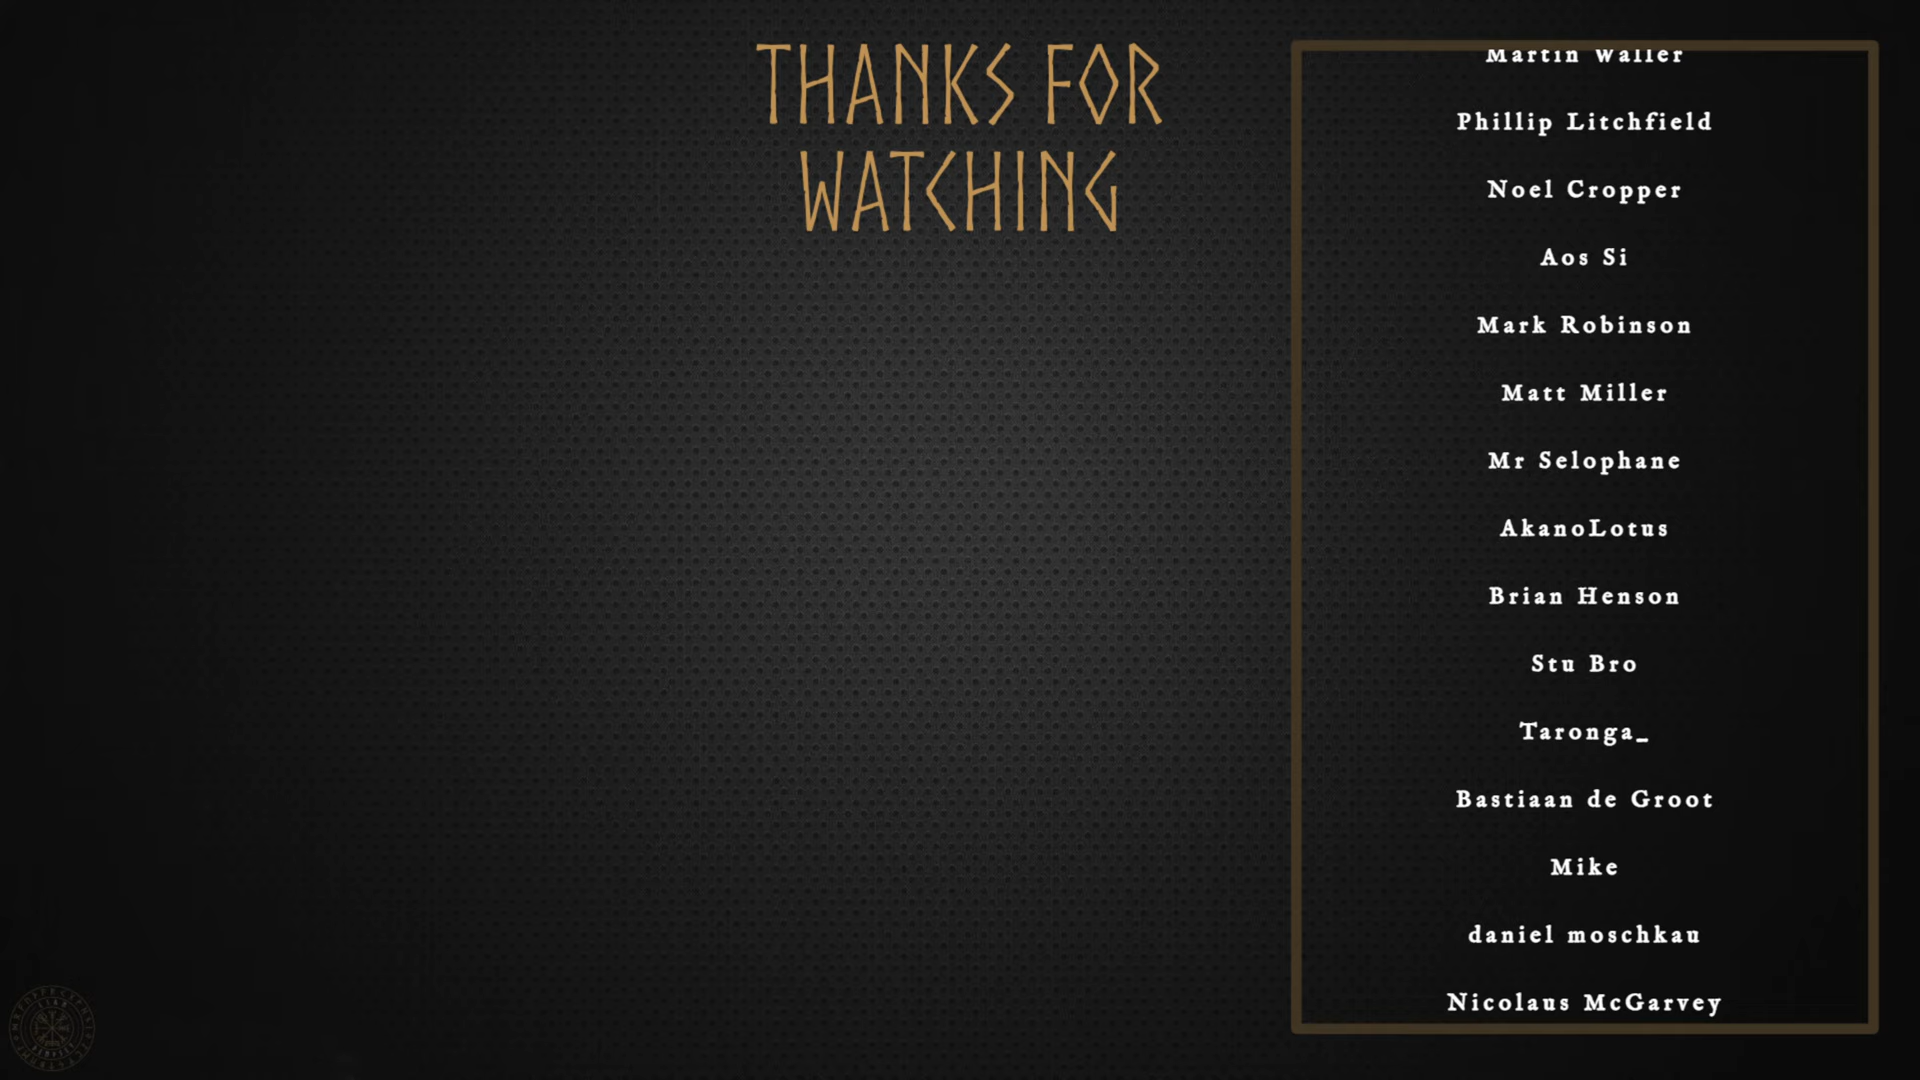 THANKS FOR
WATCHING
Martin Waller
Phillip Litchfield
Noel Cropper
Aos Si
Mark Robinson
Matt Miller
Mr Selophane
AkanoLotus
Brian Henson
Stu Bro
Taronga_
Bastiaan de Groot
Mike
daniel moschkau
Nicolaus McGarvey